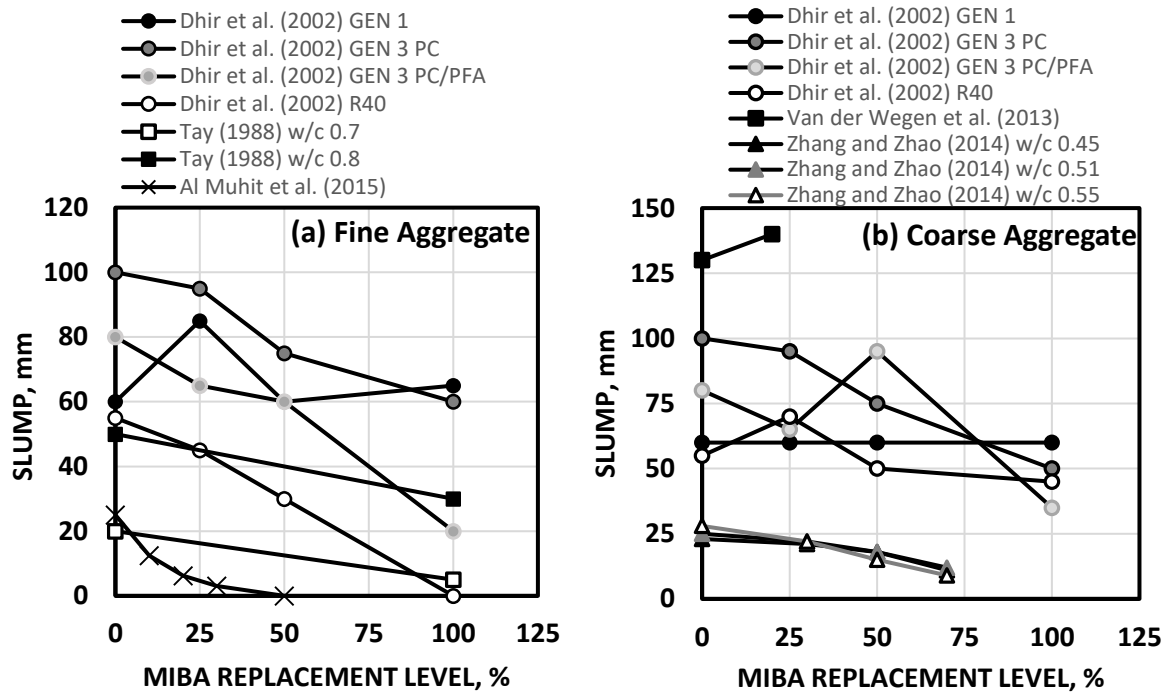 Dhir et al. (2002) GEN 1
Dhir et al. (2002) GEN 3 PC
Dhir et al. (2002) GEN 3 PC/PFA
Dhir et al. (2002) R40
Tay (1988) w/c 0.7
Tay (1988) w/c 0.8
Al Muhit et al. (2015)
120
100
80
60
40
20
0
SLUMP, mm
(a) Fine Aggregate
0 25 50 75 100 125
MIBA REPLACEMENT LEVEL, %
Dhir et al. (2002) GEN 1
Dhir et al. (2002) GEN 3 PC
Dhir et al. (2002) GEN 3 PC/PFA
Dhir et al. (2002) R40
Van der Wegen et al. (2013)
Zhang and Zhao (2014) w/c 0.45
Zhang and Zhao (2014) w/c 0.51
Zhang and Zhao (2014) w/c 0.55
150
125
100
75
50
25
0
SLUMP, mm
(b) Coarse Aggregate
0 25 50 75 100 125
MIBA REPLACEMENT LEVEL, %